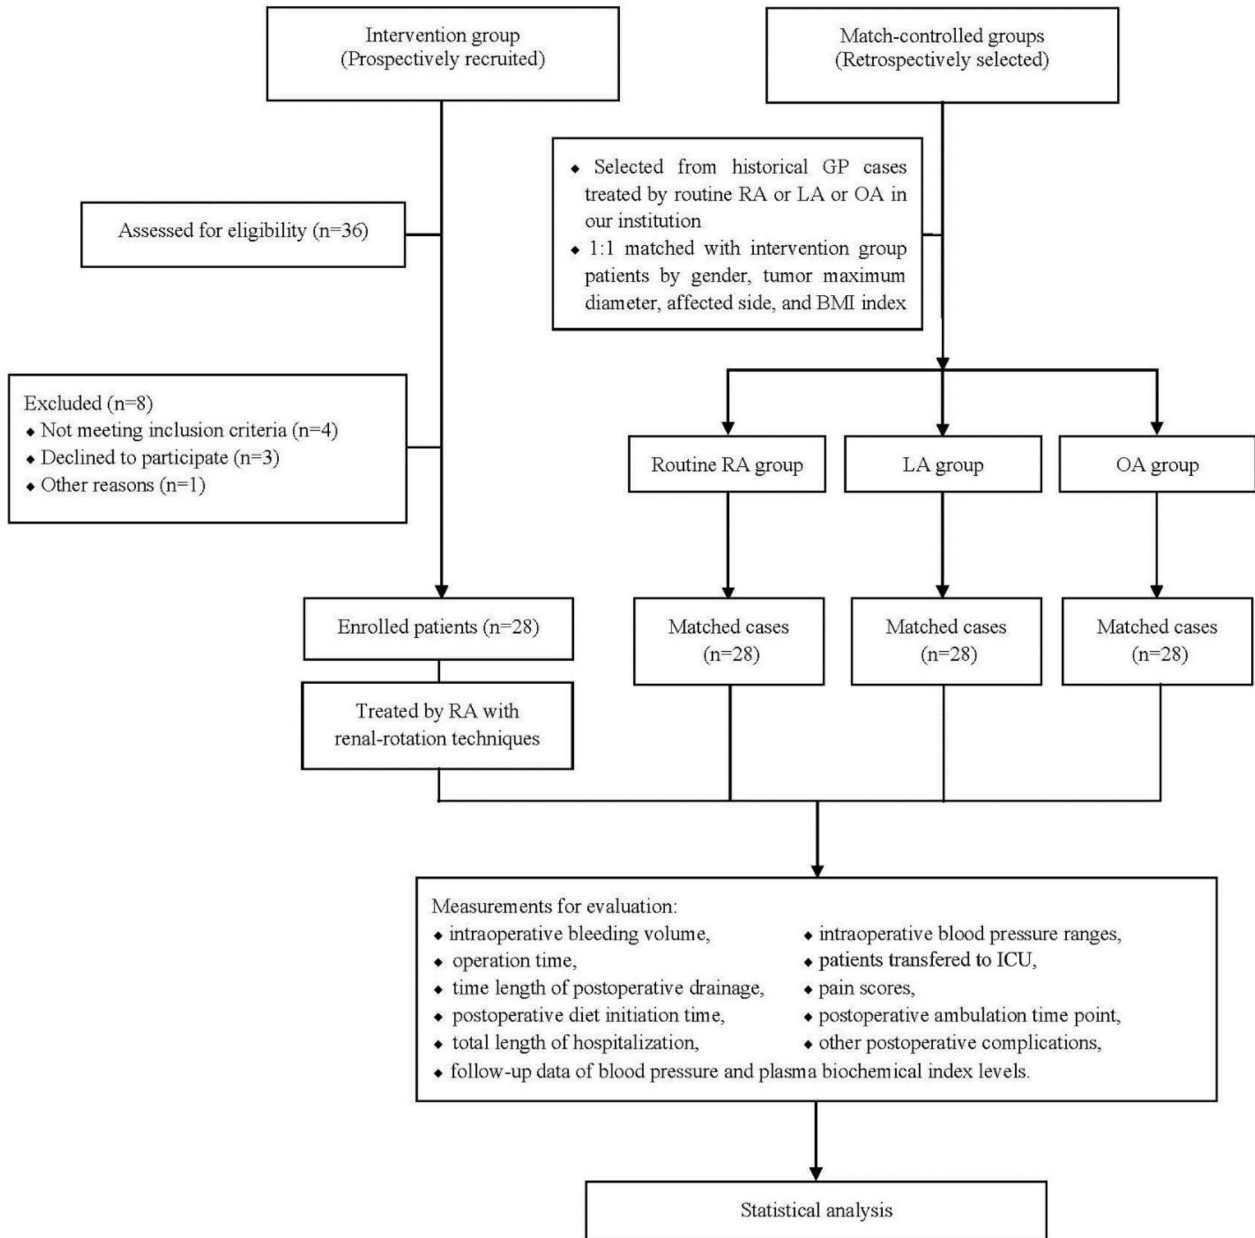 Intervention group
(Prospectively recruited)
Match-controlled groups
(Retrospectively selected)
◆ Selected from historical GP cases
treated by routine RA or LA or OA in
our institution
◆ 1:1 matched with intervention group
patients by gender, tumor maximum
diameter, affected side, and BMI index
Assessed for eligibility (n=36)
Excluded (n=8)
◆ Not meeting inclusion criteria (n=4)
◆ Declined to participate (n=3)
◆ Other reasons (n=1)
Routine RA group
LA group
OA group
Enrolled patients (n=28)
Matched cases
(n=28)
Matched cases
(n=28)
Matched cases
(n=28)
Treated by RA with
renal-rotation techniques
Measurements for evaluation:
◆ intraoperative bleeding volume,
◆ intraoperative blood pressure ranges,
◆ operation time,
◆ patients transfered to ICU,
◆ time length of postoperative drainage,
◆ pain scores,
◆ postoperative diet initiation time,
◆ postoperative ambulation time point,
◆ total length of hospitalization,
◆ other postoperative complications,
◆ follow-up data of blood pressure and plasma biochemical index levels.
Statistical analysis